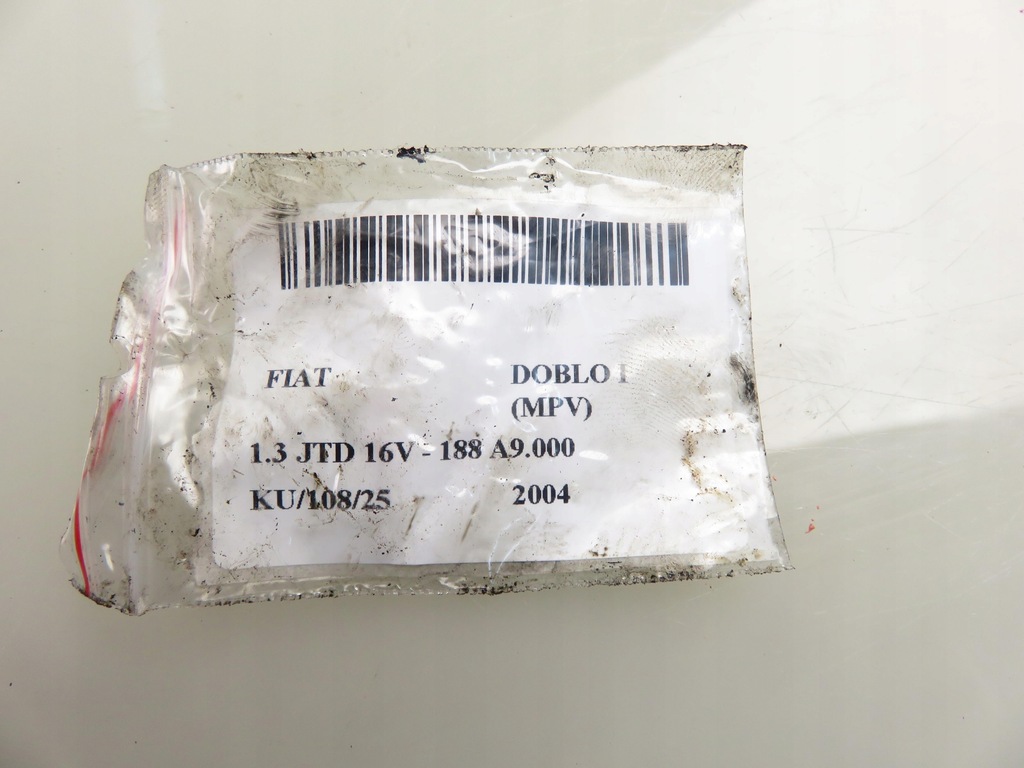 FIAT DOBLO I
(MPV)
1.3 JTD 16V - 188 A9.000
KU/108/25 2004